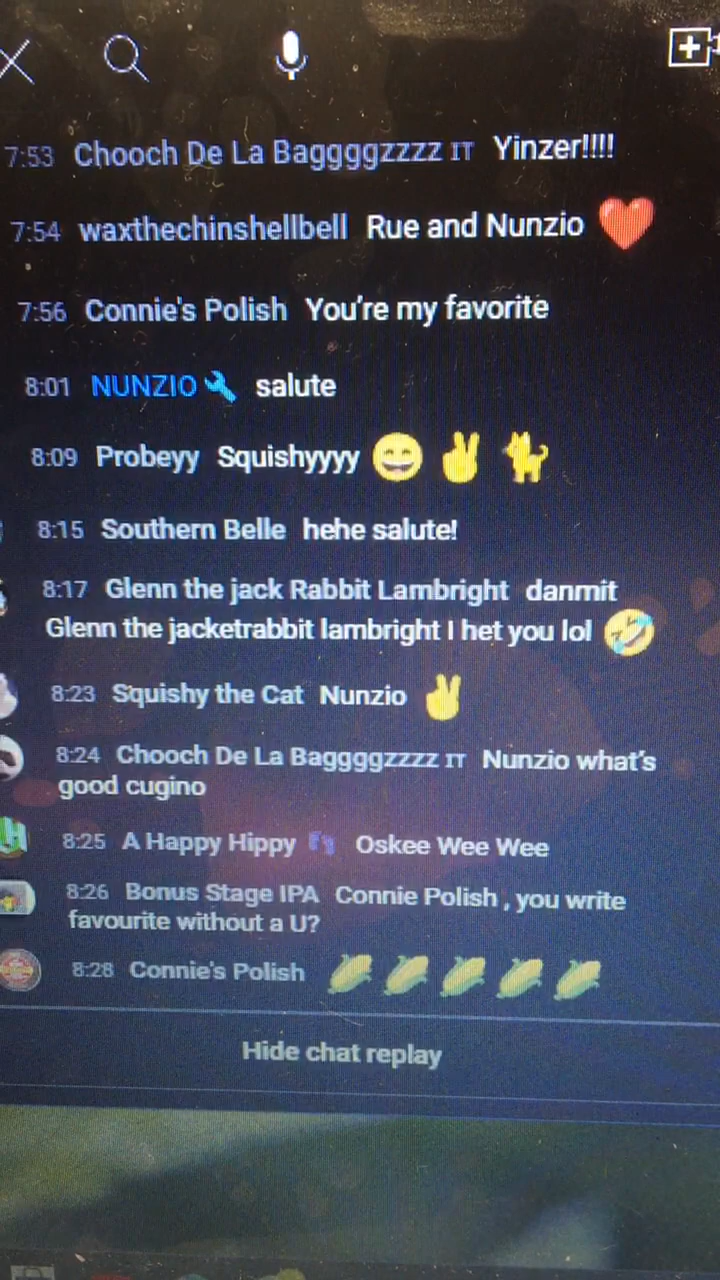 7:53 Chooch De La Baggggzzzz IT Yinzer!!!!
7:54 waxthechinshellbell Rue and Nunzio ❤️
7:56 Connie's Polish You're my favorite
8:01 NUNZIO 🔧 salute
8:09 Probeyy Squishyyyy 😄 ✌️ 🐈
8:15 Southern Belle hehe salute!
8:17 Glenn the jack Rabbit Lambright danmit
Glenn the jacketrabbit lambright I het you lol 🤣
8:23 Squishy the Cat Nunzio ✌️
8:24 Chooch De La Baggggzzzz IT Nunzio what's
good cugino
8:25 A Happy Hippy 👣 Oskee Wee Wee
8:26 Bonus Stage IPA Connie Polish , you write
favourite without a U?
8:28 Connie's Polish 🌽🌽🌽🌽🌽
Hide chat replay